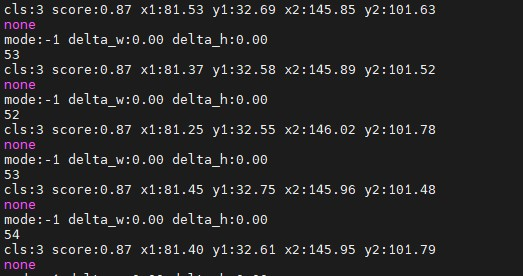 cls:3 score:0.87 x1:81.53 y1:32.69 x2:145.85 y2:101.63
none
mode:-1 delta_w:0.00 delta_h:0.00
53
cls:3 score:0.87 x1:81.37 y1:32.58 x2:145.89 y2:101.52
none
mode:-1 delta_w:0.00 delta_h:0.00
52
cls:3 score:0.87 x1:81.25 y1:32.55 x2:146.02 y2:101.78
none
mode:-1 delta_w:0.00 delta_h:0.00
53
cls:3 score:0.87 x1:81.45 y1:32.75 x2:145.96 y2:101.48
none
mode:-1 delta_w:0.00 delta_h:0.00
54
cls:3 score:0.87 x1:81.40 y1:32.61 x2:145.95 y2:101.79
none